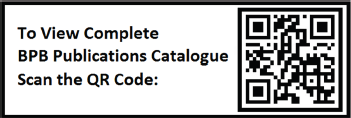 To View Complete
BPB Publications Catalogue
Scan the QR Code: